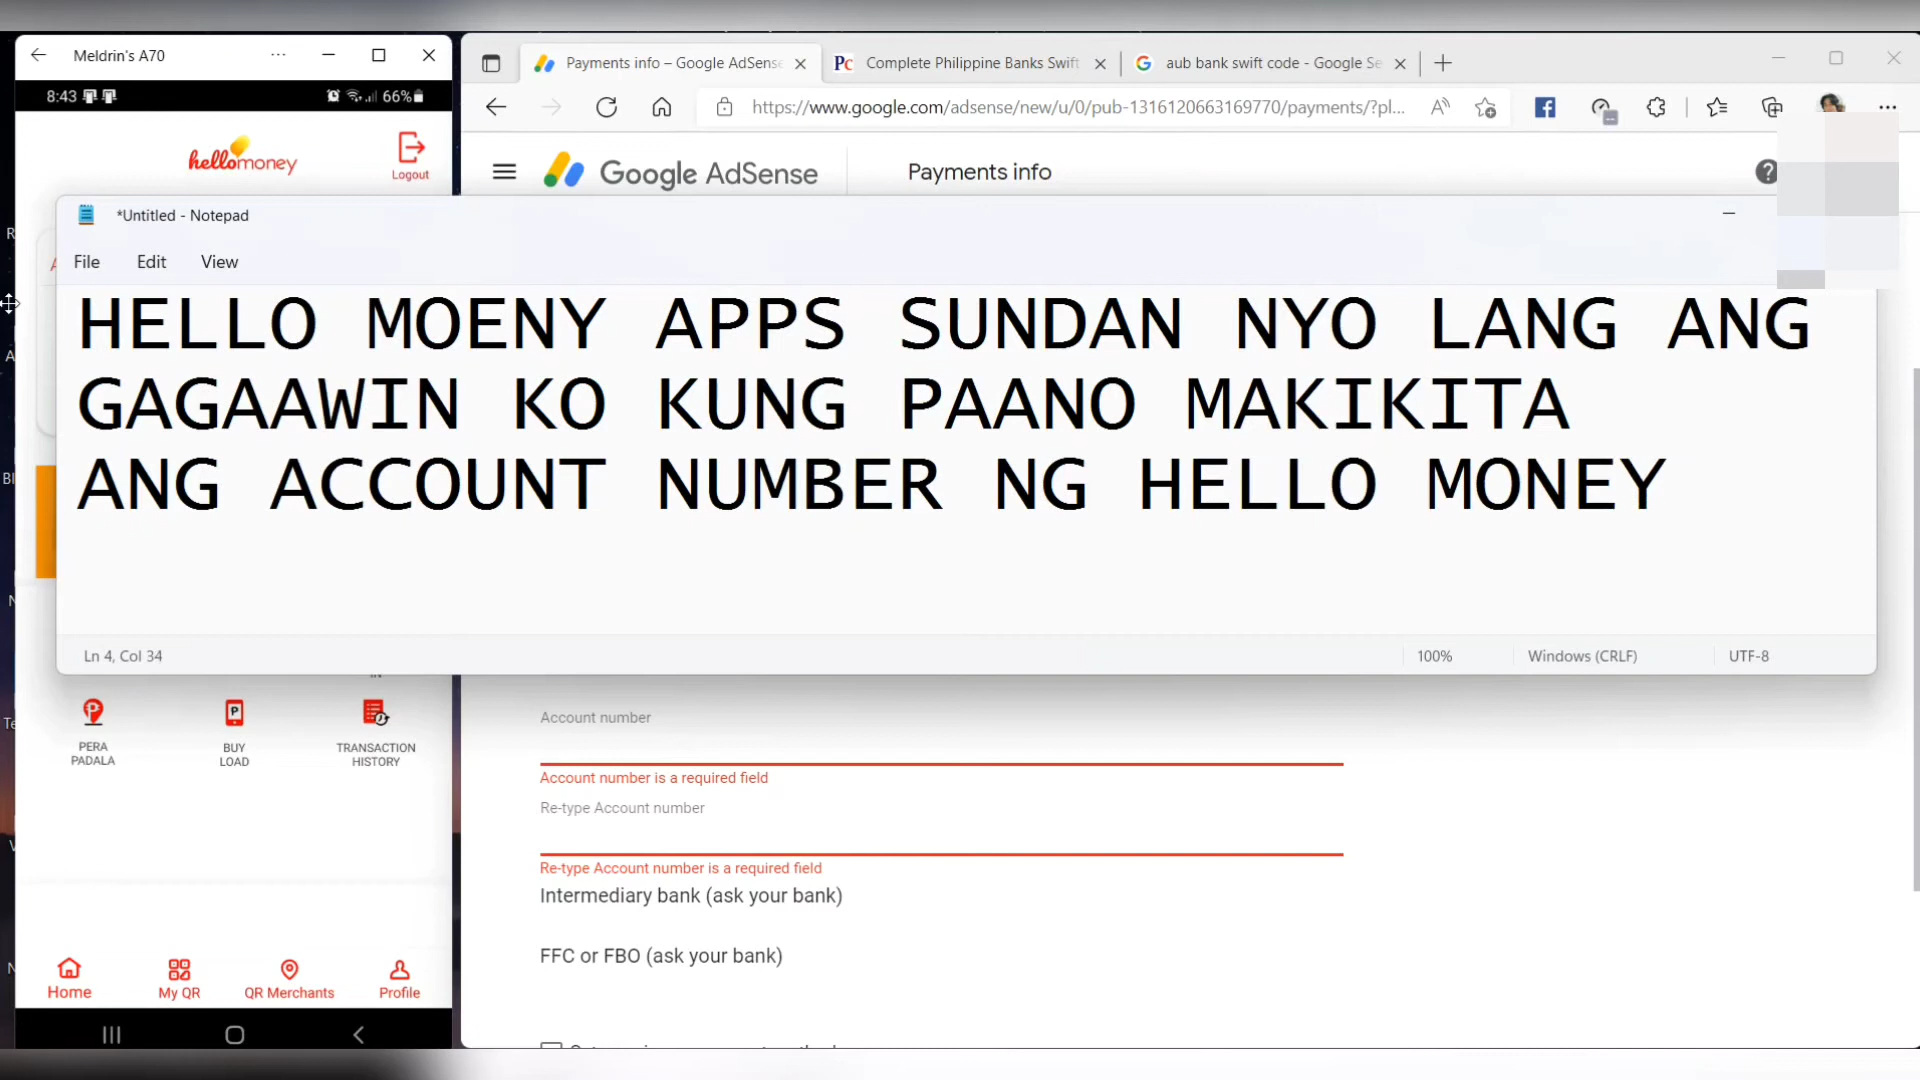 Meldrin's A70
8:43
66%
hellomoney
Logout
Payments info – Google AdSense
Complete Philippine Banks Swift
aub bank swift code - Google Se
https://www.google.com/adsense/new/u/0/pub-1316120663169770/payments/?pl...
Google AdSense
Payments info
*Untitled - Notepad
File Edit View
HELLO MOENY APPS SUNDAN NYO LANG ANG
GAGAAWIN KO KUNG PAANO MAKIKITA
ANG ACCOUNT NUMBER NG HELLO MONEY
Ln 4, Col 34
100%
Windows (CRLF)
UTF-8
PERA
PADALA
BUY
LOAD
TRANSACTION
HISTORY
Home
My QR
QR Merchants
Profile
Account number
Account number is a required field
Re-type Account number
Re-type Account number is a required field
Intermediary bank (ask your bank)
FFC or FBO (ask your bank)